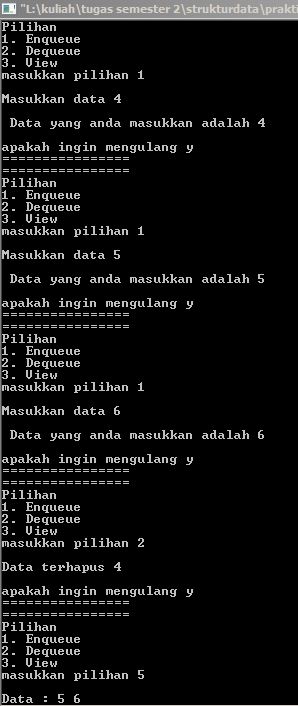 "L:\kuliah\tugas semester 2\strukturdata\prakti
Pilihan
1. Enqueue
2. Dequeue
3. View
masukkan pilihan 1
Masukkan data 4
Data yang anda masukkan adalah 4
apakah ingin mengulang y
================
================
Pilihan
1. Enqueue
2. Dequeue
3. View
masukkan pilihan 1
Masukkan data 5
Data yang anda masukkan adalah 5
apakah ingin mengulang y
================
================
Pilihan
1. Enqueue
2. Dequeue
3. View
masukkan pilihan 1
Masukkan data 6
Data yang anda masukkan adalah 6
apakah ingin mengulang y
================
================
Pilihan
1. Enqueue
2. Dequeue
3. View
masukkan pilihan 2
Data terhapus 4
apakah ingin mengulang y
================
================
Pilihan
1. Enqueue
2. Dequeue
3. View
masukkan pilihan 5
Data : 5 6